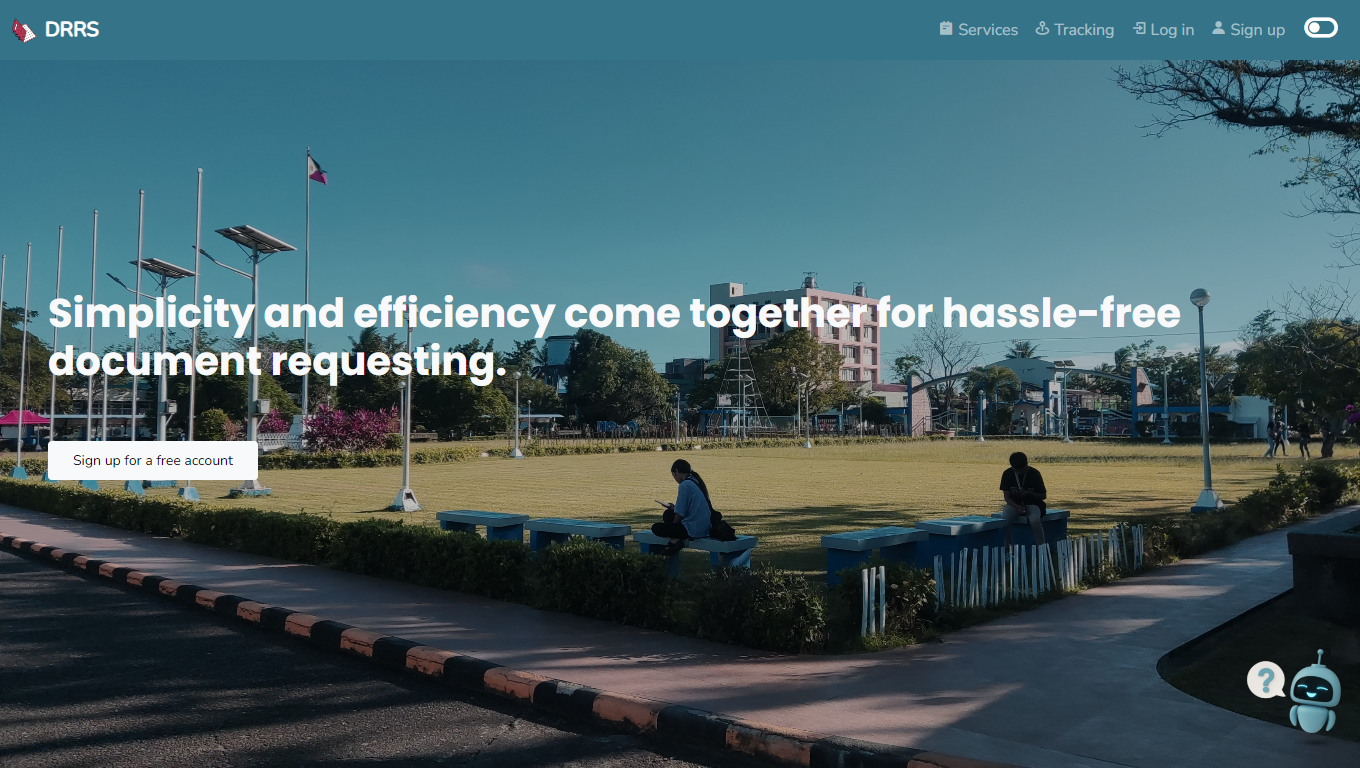 DRRS
Services
Tracking
Log in
Sign up
Simplicity and efficiency come together for hassle-free
document requesting.
Sign up for a free account
?